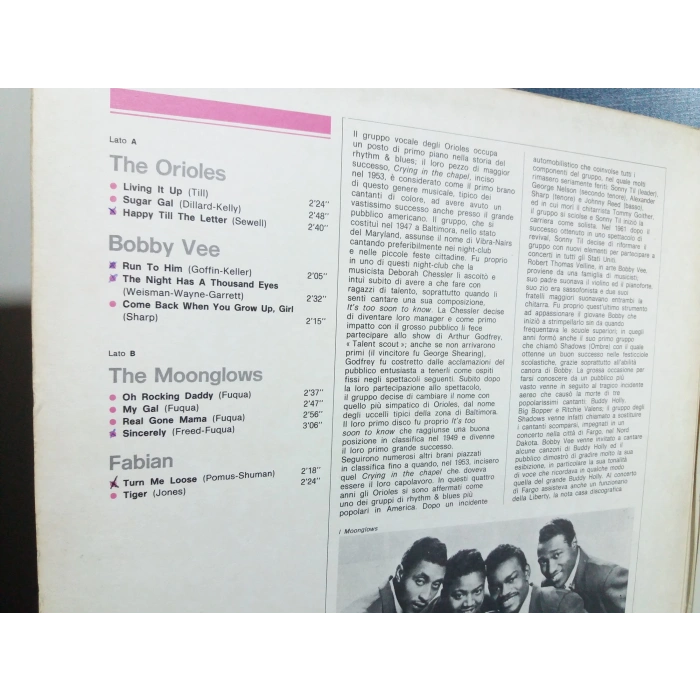 Lato A
The Orioles
Living It Up (Till)
Sugar Gal (Dillard-Kelly) 2'24"
Happy Till The Letter (Sewell) 2'48"
2'40"
Bobby Vee
Run To Him (Goffin-Keller)
The Night Has A Thousand Eyes 2'05"
(Weisman-Wayne-Garrett) 2'32"
Come Back When You Grow Up, Girl
(Sharp) 2'15"
Lato B
The Moonglows
Oh Rocking Daddy (Fuqua) 2'37"
My Gal (Fuqua) 2'47"
Real Gone Mama (Fuqua) 2'56"
Sincerely (Freed-Fuqua) 3'06"
Fabian
Turn Me Loose (Pomus-Shuman) 2'18"
Tiger (Jones) 2'24"
Il gruppo vocale degli Orioles occupa
un posto di primo piano nella storia del
rhythm & blues; il loro pezzo di maggior
successo, Crying in the chapel, inciso
nel 1953, è considerato come il primo brano
di questo genere musicale, tipico dei
cantanti di colore, ad avere avuto un
vastissimo successo anche presso il grande
pubblico americano. Il gruppo, che si
costituì nel 1947 a Baltimora, nello stato
del Maryland, assunse il nome di Vibra-Nairs
cantando preferibilmente nei night-club
e nelle piccole feste cittadine. Fu proprio
in uno di questi night-club che la
musicista Deborah Chessler li ascoltò e
intuì subito di avere a che fare con
ragazzi di talento, soprattutto quando li
sentì cantare una sua composizione,
It's too soon to know. La Chessler decise
di diventare loro manager e come primo
impatto con il grosso pubblico li fece
partecipare allo show di Arthur Godfrey,
« Talent scout »; anche se non arrivarono
primi (il vincitore fu George Shearing),
Godfrey fu costretto dalle acclamazioni del
pubblico entusiasta a tenerli come ospiti
fissi negli spettacoli seguenti. Subito dopo
la loro partecipazione allo spettacolo,
il gruppo decise di cambiare il nome con
quello più simpatico di Orioles, dal nome
degli uccelli tipici della zona di Baltimora.
Il loro primo disco fu proprio It's too
soon to know che raggiunse una buona
posizione in classifica nel 1949 e divenne
il loro primo grande successo.
Seguirono numerosi altri brani piazzati
in classifica fino a quando, nel 1953, incisero
quel Crying in the chapel che doveva
essere il loro capolavoro. In questi quattro
anni gli Orioles si sono affermati come
uno dei gruppi di rhythm & blues più
popolari in America. Dopo un incidente
automobilistico che coinvolse tutti i
componenti del gruppo, nel quale molti
rimasero seriamente feriti, Sonny Til (leader),
George Nelson (secondo tenore), Alexander
Sharp (tenore) e Johnny Reed (basso),
ed in cui morì il chitarrista Tommy Gaither,
il gruppo si sciolse e Sonny Til iniziò la
carriera come solista. Nel 1961 dopo il
successo ottenuto in uno spettacolo di
revival, Sonny Til decise di riformare il
gruppo con nuovi elementi per partecipare a
concerti in tutti gli Stati Uniti.
Robert Thomas Velline, in arte Bobby Vee,
proviene da una famiglia di musicisti,
suo padre suonava il violino ed il pianoforte,
suo zio era sassofonista e due suoi
fratelli maggiori suonavano entrambi la
chitarra. Fu proprio quest'ultimo strumento
ad appassionare il giovane Bobby che
iniziò a strimpellarlo sin da quando
frequentava le scuole superiori; in quegli
anni formò anche il suo primo gruppo
che chiamò Shadows (Ombre) con il quale
ottenne un buon successo nelle festicciole
scolastiche, grazie soprattutto all'abilità
canora di Bobby. La grossa occasione per
farsi conoscere da un pubblico più
vasto venne in seguito al tragico incidente
aereo che causò la morte di tre
popolarissimi cantanti: Buddy Holly,
Big Bopper e Ritchie Valens; il gruppo degli
Shadows venne infatti chiamato a sostituire
i cantanti scomparsi, impegnati in un
concerto nella città di Fargo, nel Nord
Dakota. Bobby Vee venne invitato a cantare
alcune canzoni di Buddy Holly ed il
pubblico dimostrò di gradire molto la sua
esibizione, in particolare la sua tonalità
di voce che ricordava in qualche modo
quella del grande Buddy Holly. Al concerto
di Fargo assisteva anche un funzionario
della Liberty, la nota casa discografica
I Moonglows